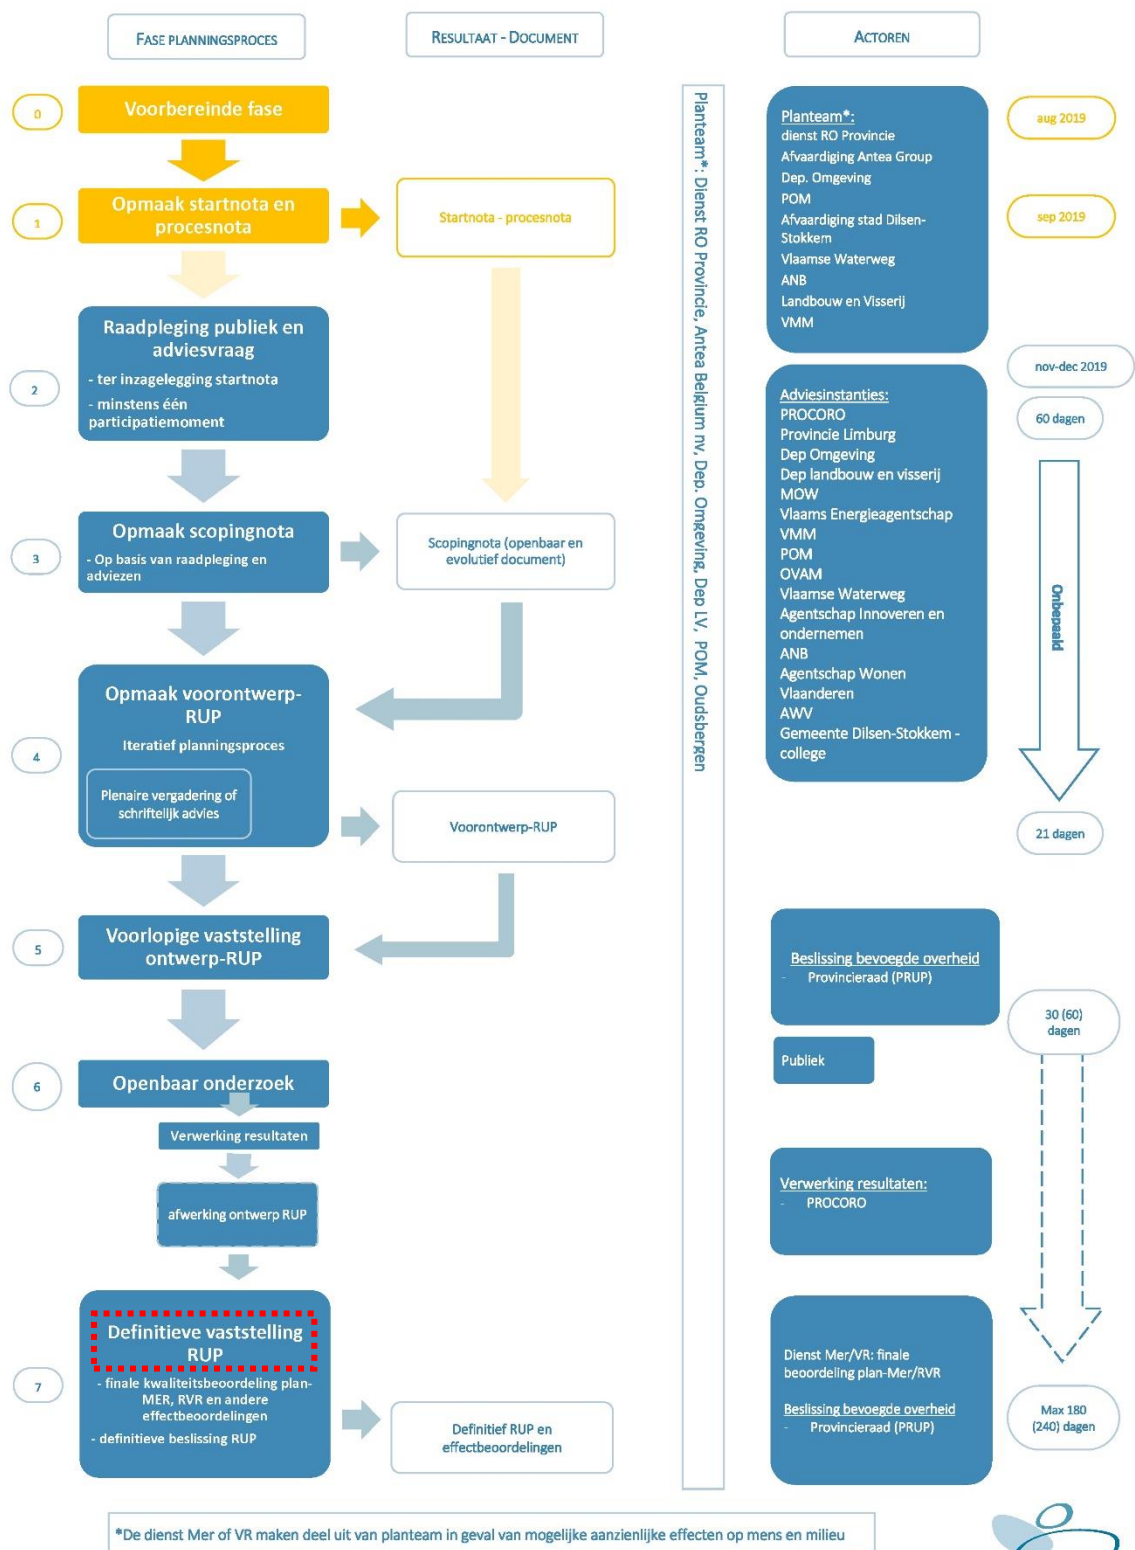 FASE PLANNINGSPROCES
RESULTAAT - DOCUMENT
ACTOREN
0
Voorbereinde fase
1
Opmaak startnota en
procesnota
Startnota - procesnota
2
Raadpleging publiek en
adviesvraag
- ter inzagelegging startnota
- minstens één
participatiemoment
3
Opmaak scopingnota
- Op basis van raadpleging en
adviezen
Scopingnota (openbaar en
evolutief document)
4
Opmaak voorontwerp-
RUP
Iteratief planningsproces
Plenaire vergadering of
schriftelijk advies
Voorontwerp-RUP
5
Voorlopige vaststelling
ontwerp-RUP
6
Openbaar onderzoek
Verwerking resultaten
afwerking ontwerp RUP
7
Definitieve vaststelling
RUP
- finale kwaliteitsbeoordeling plan-
MER, RVR en andere
effectbeoordelingen
- definitieve beslissing RUP
Definitief RUP en
effectbeoordelingen
Planteam*: Dienst RO Provincie, Antea Belgium nv, Dep. Omgeving, Dep LV, POM, Oudsbergen
Planteam*:
dienst RO Provincie
Afvaardiging Antea Group
Dep. Omgeving
POM
Afvaardiging stad Dilsen-
Stokkem
Vlaamse Waterweg
ANB
Landbouw en Visserij
VMM
aug 2019
sep 2019
nov-dec 2019
60 dagen
Adviesinstanties:
PROCORO
Provincie Limburg
Dep Omgeving
Dep landbouw en visserij
MOW
Vlaams Energieagentschap
VMM
POM
OVAM
Vlaamse Waterweg
Agentschap Innoveren en
ondernemen
ANB
Agentschap Wonen
Vlaanderen
AWV
Gemeente Dilsen-Stokkem -
college
Onbepaald
21 dagen
Beslissing bevoegde overheid
- Provincieraad (PRUP)
30 (60)
dagen
Publiek
Verwerking resultaten:
- PROCORO
Dienst Mer/VR: finale
beoordeling plan-Mer/RVR
Beslissing bevoegde overheid
- Provincieraad (PRUP)
Max 180
(240) dagen
*De dienst Mer of VR maken deel uit van planteam in geval van mogelijke aanzienlijke effecten op mens en milieu